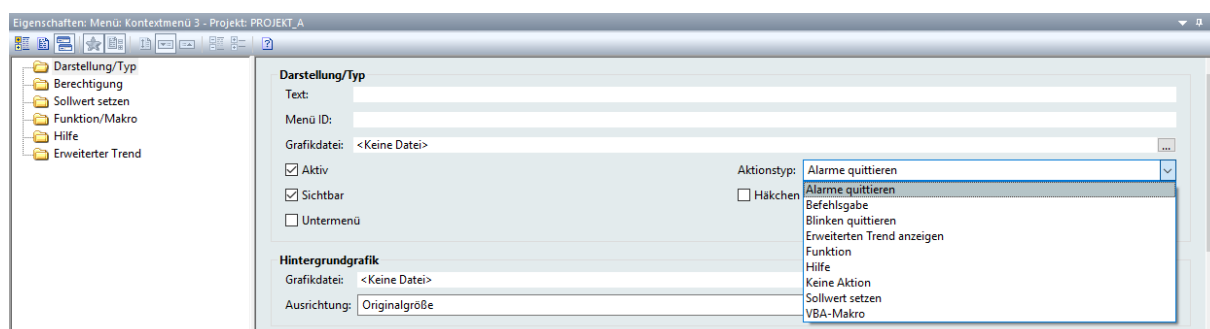 Eigenschaften: Menü: Kontextmenü 3 - Projekt: PROJEKT_A
Darstellung/Typ
Berechtigung
Sollwert setzen
Funktion/Makro
Hilfe
Erweiterter Trend
Darstellung/Typ
Text:
Menü ID:
Grafikdatei: <Keine Datei>
...
Aktiv
Aktionstyp: Alarme quittieren
Sichtbar
Häkchen
Untermenü
Alarme quittieren
Befehlsgabe
Blinken quittieren
Erweiterten Trend anzeigen
Funktion
Hilfe
Keine Aktion
Sollwert setzen
VBA-Makro
Hintergrundgrafik
Grafikdatei: <Keine Datei>
Ausrichtung: Originalgröße